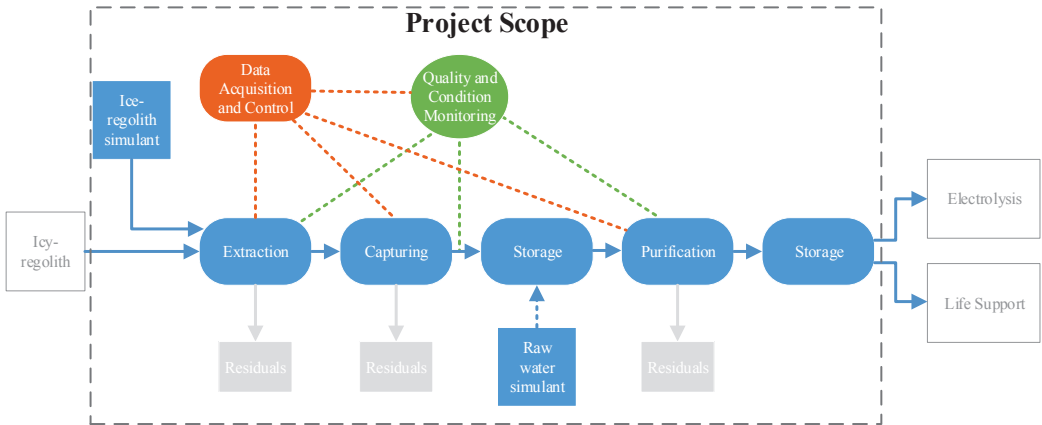 Project Scope
Data
Acquisition
and Control
Quality and
Condition
Monitoring
Ice-
regolith
simulant
Icy-
regolith
Extraction
Capturing
Storage
Purification
Storage
Electrolysis
Life Support
Residuals
Residuals
Raw
water
simulant
Residuals